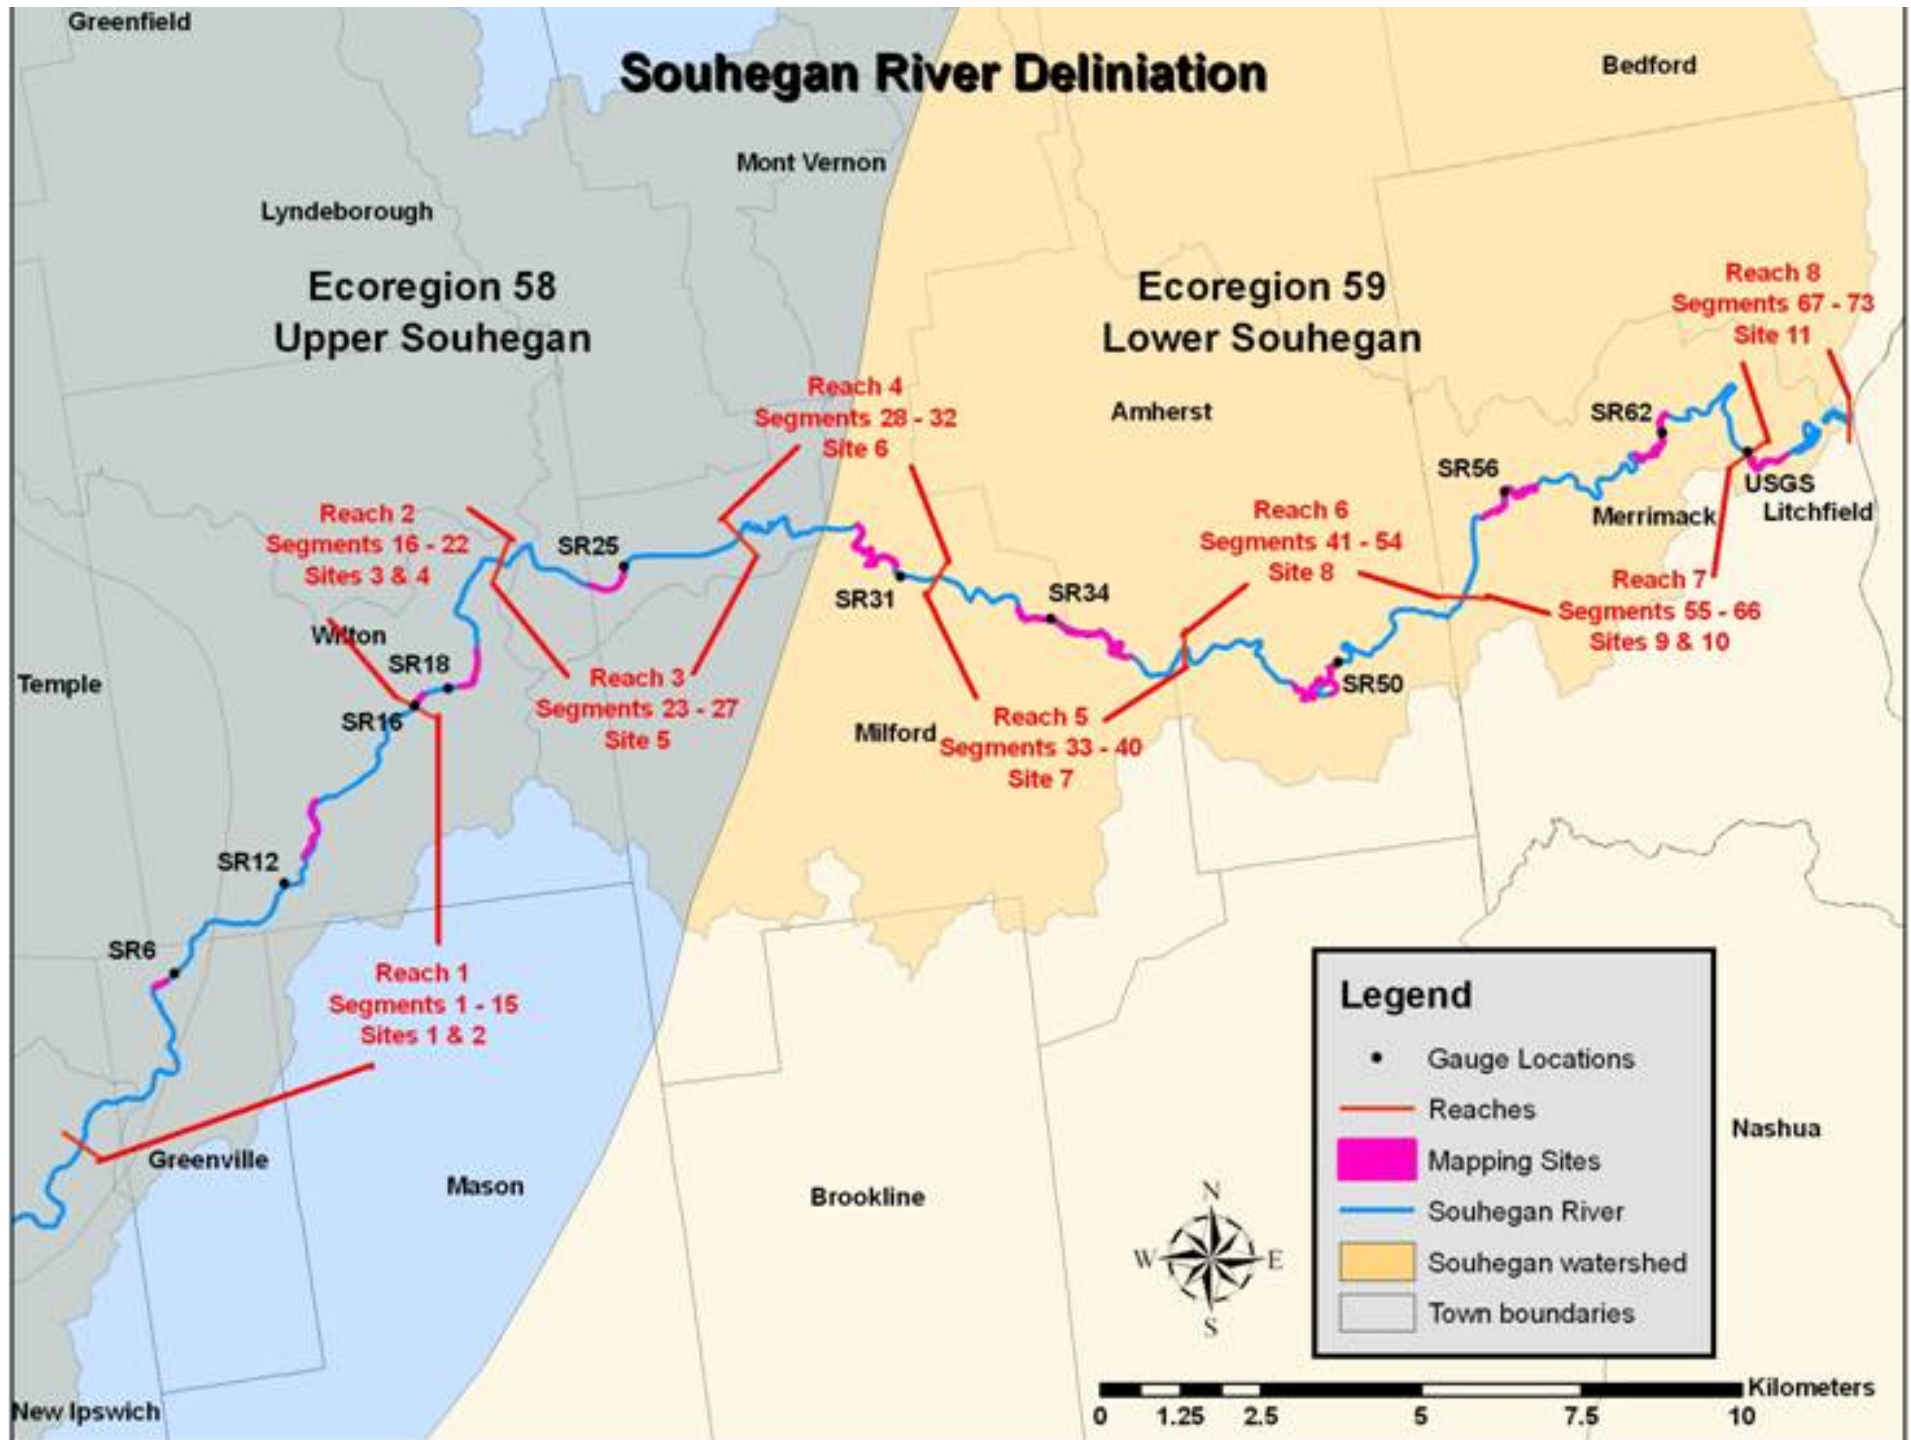 Greenfield
Souhegan River Deliniation
Bedford
Mont Vernon
Lyndeborough
Ecoregion 58
Upper Souhegan
Ecoregion 59
Lower Souhegan
Reach 8
Segments 67 - 73
Site 11
Reach 4
Segments 28 - 32
Site 6
Amherst
SR62
SR56
USGS
Merrimack
Litchfield
Reach 2
Segments 16 - 22
Sites 3 & 4
SR25
Reach 6
Segments 41 - 54
Site 8
SR31
SR34
Reach 7
Segments 55 - 66
Sites 9 & 10
Wilton
SR18
Temple
SR16
Reach 3
Segments 23 - 27
Site 5
SR50
Milford
Reach 5
Segments 33 - 40
Site 7
SR12
SR6
Reach 1
Segments 1 - 15
Sites 1 & 2
Greenville
Mason
Brookline
Nashua
New Ipswich
Legend
Gauge Locations
Reaches
Mapping Sites
Souhegan River
Souhegan watershed
Town boundaries
N
W E
S
Kilometers
0 1.25 2.5 5 7.5 10